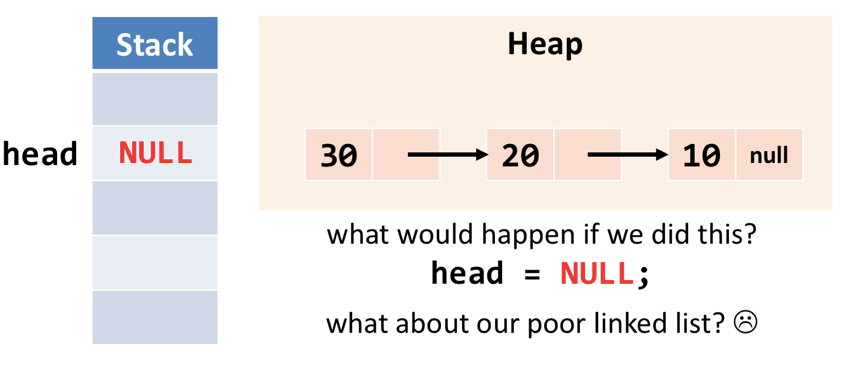 Stack
Heap
head NULL
30 20 10 null
what would happen if we did this?
head = NULL;
what about our poor linked list? ☹